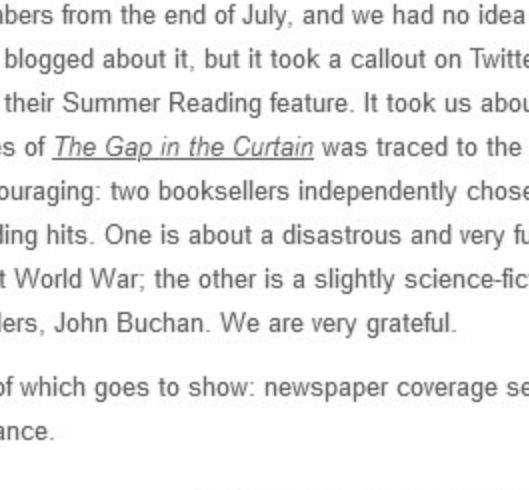 bers from the end of July, and we had no idea
blogged about it, but it took a callout on Twitte
their Summer Reading feature. It took us abou
es of The Gap in the Curtain was traced to the
ouraging: two booksellers independently chose
ding hits. One is about a disastrous and very fu
t World War; the other is a slightly science-fic
lers, John Buchan. We are very grateful.
of which goes to show: newspaper coverage se
ance.